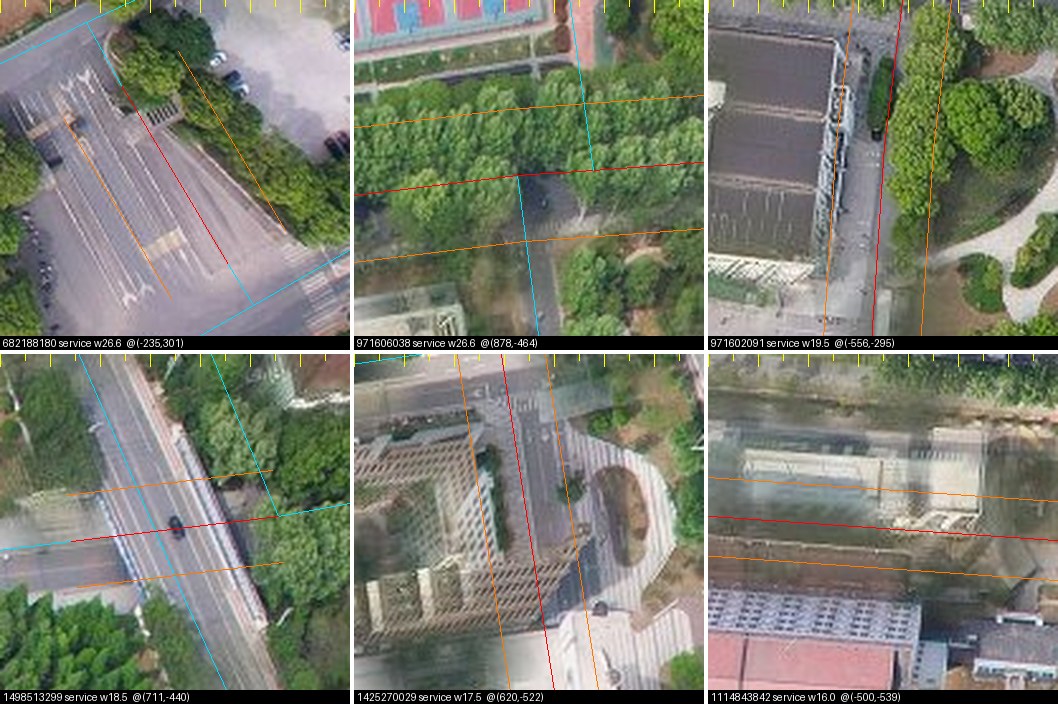 682188180 service w26.6 @(-235,301)
971606038 service w26.6 @(878,-464)
971602091 service w19.5 @(-556,-295)
1498513299 service w18.5 @(711,-440)
1425270029 service w17.5 @(620,-522)
1114843842 service w16.0 @(-500,-539)